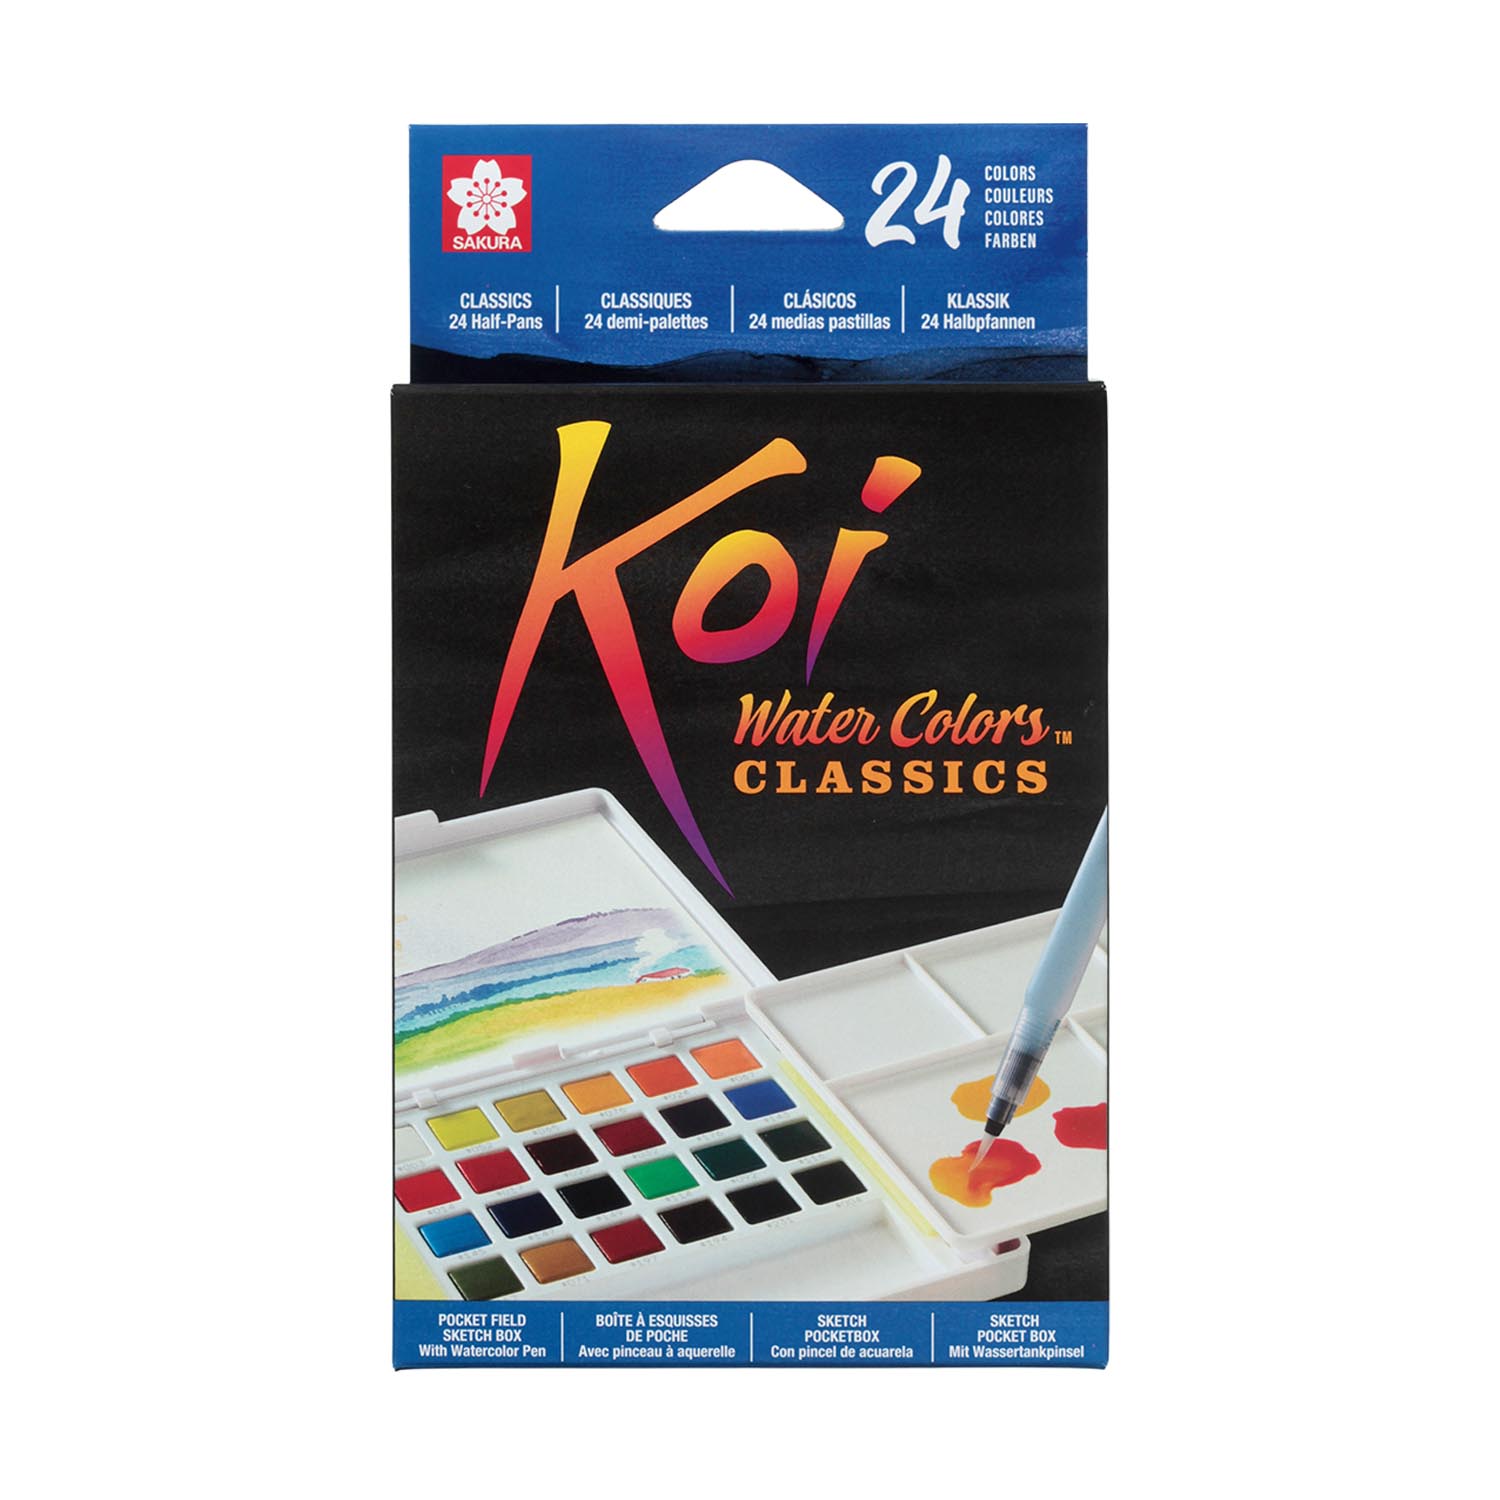 SAKURA
24
COLORS
COULEURS
COLORES
FARBEN
CLASSICS
24 Half-Pans
CLASSIQUES
24 demi-palettes
CLÁSICOS
24 medias pastillas
KLASSIK
24 Halbpfannen
Koi
Water Colors™
CLASSICS
POCKET FIELD
SKETCH BOX
With Watercolor Pen
BOÎTE À ESQUISSES
DE POCHE
Avec pinceau à aquerelle
SKETCH
POCKETBOX
Con pincel de acuarela
SKETCH
POCKET BOX
Mit Wassertankpinsel